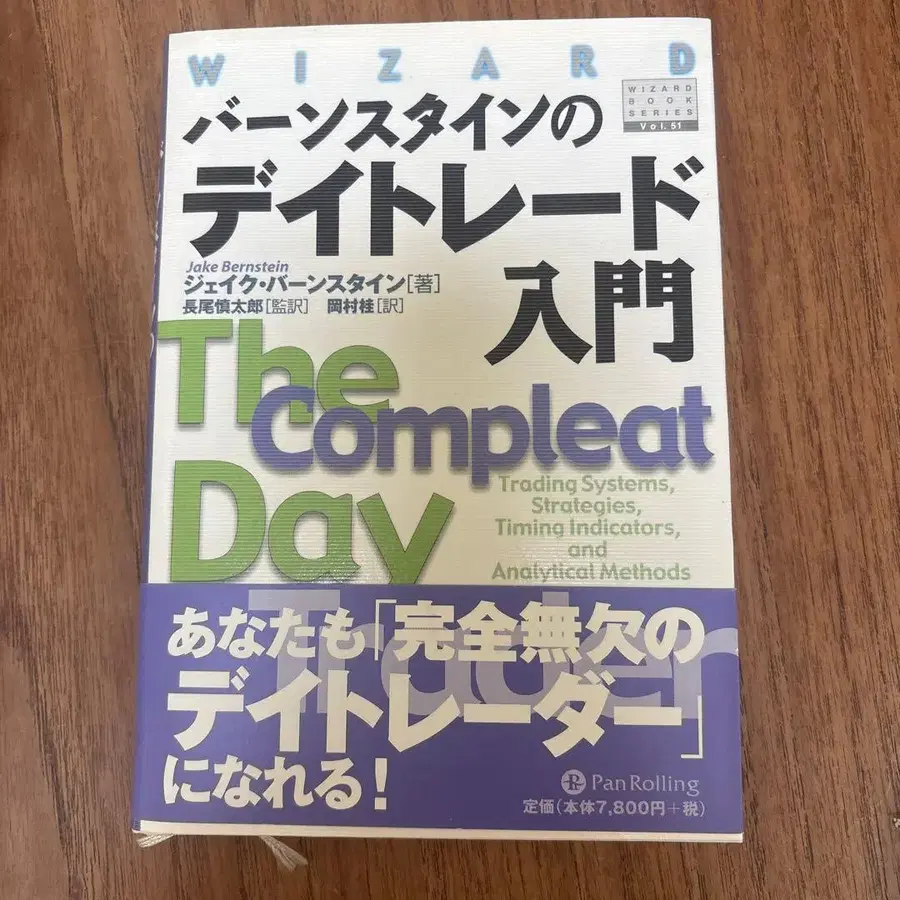 WIZARD
WIZARD
BOOK
SERIES
Vol. 51
バーンスタインの
デイトレード
入門
Jake Bernstein
ジェイク・バーンスタイン[著]
長尾慎太郎[監訳] 岡村桂[訳]
The
Compleat
Day
Trading Systems,
Strategies,
Timing Indicators,
and
Analytical Methods
Trader
あなたも「完全無欠の
デイトレーダー」
になれる!
PanRolling
定価(本体7,800円+税)